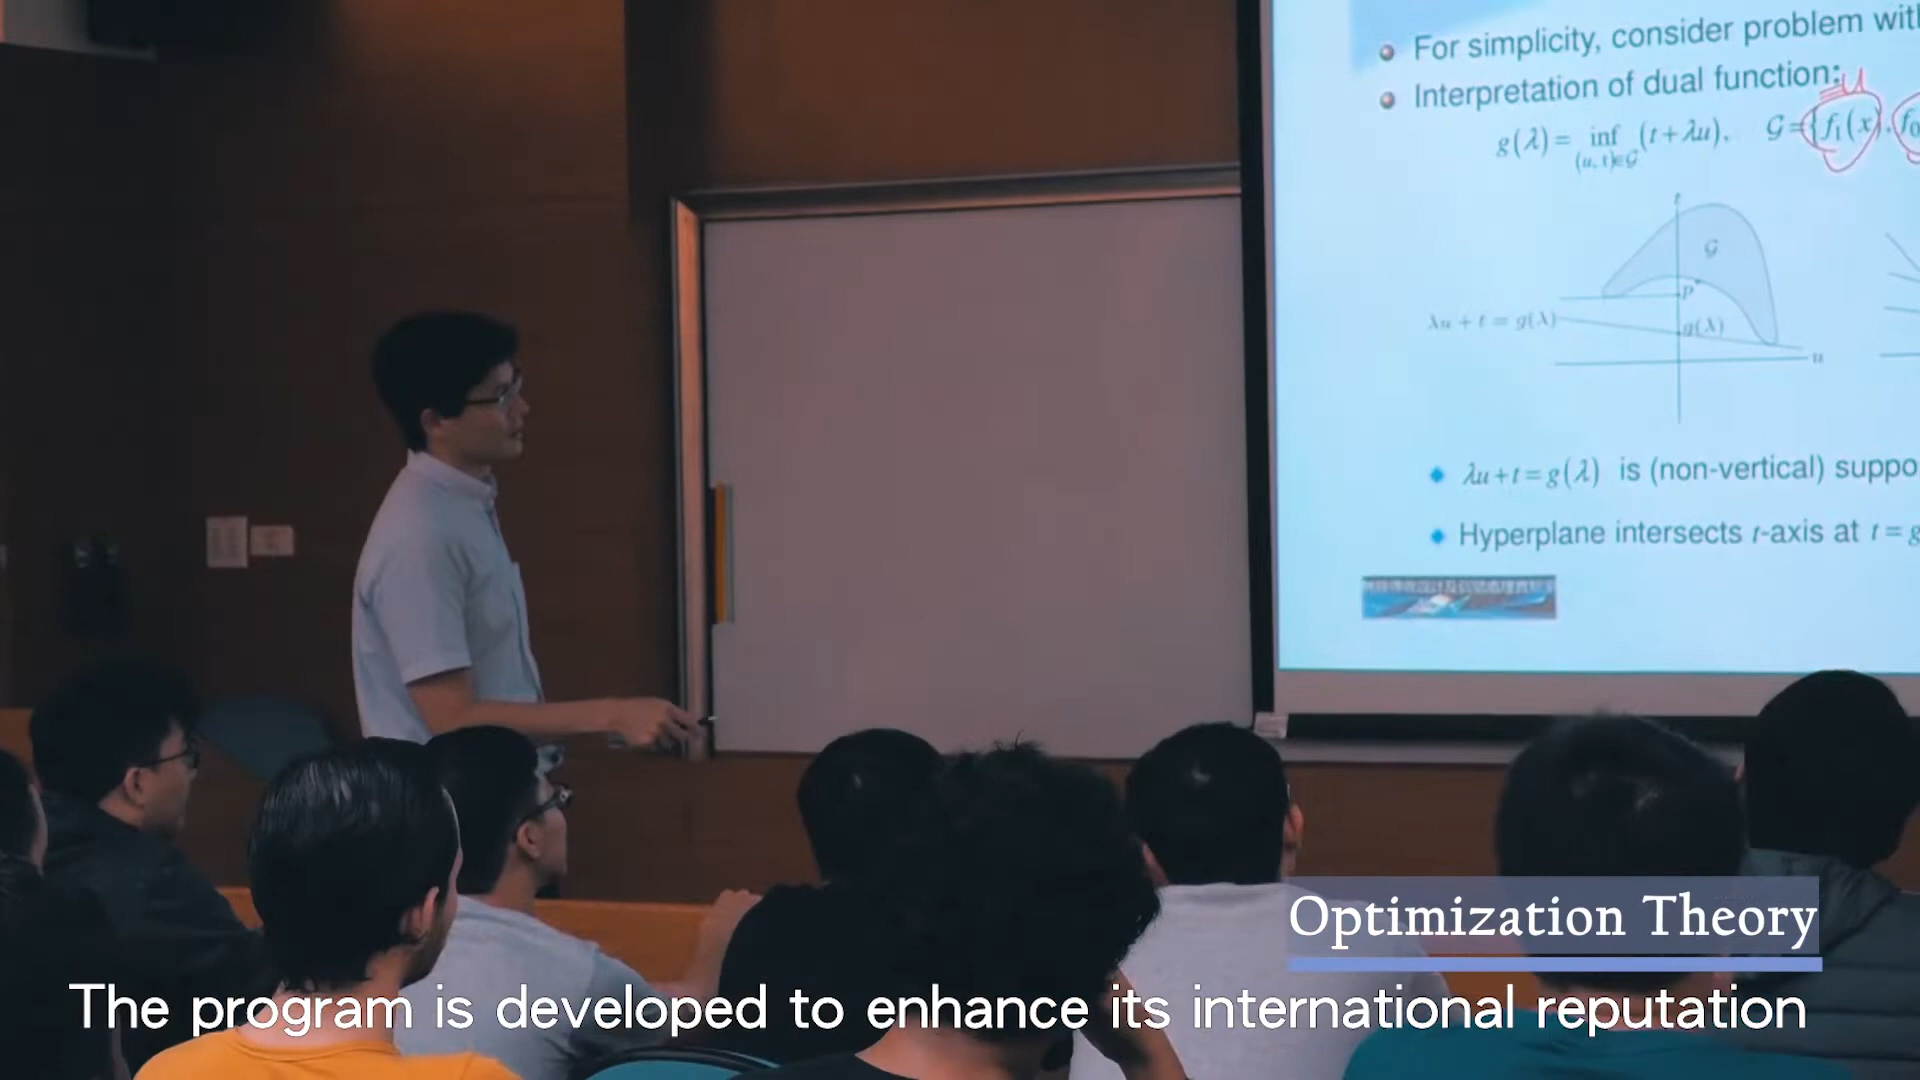 For simplicity, consider problem with
Interpretation of dual function:
u
g(λ) = inf (t + λu), G = {f₁(x), f₀
(u, t)∈G
t
G
p*
λu + t = g(λ)
g(λ)
u
λu + t = g(λ) is (non-vertical) suppo
Hyperplane intersects t-axis at t = g
Optimization Theory
The program is developed to enhance its international reputation